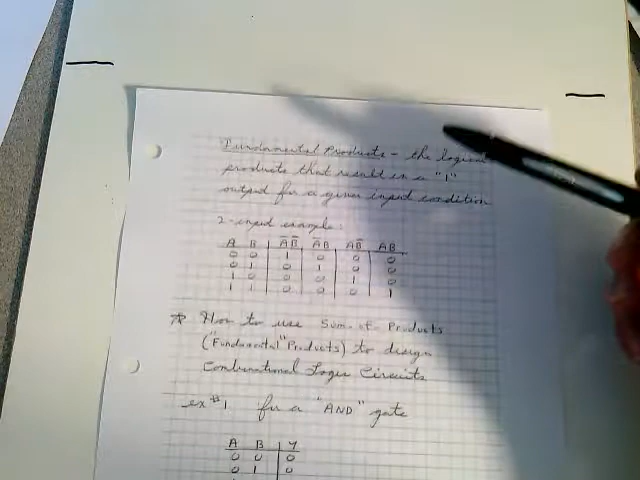 Fundamental Products - the logical
products that result in a "1"
output for a given input condition
2-input example:
A B A̅B̅ A̅B AB̅ AB
0 0 1 0 0 0
0 1 0 1 0 0
1 0 0 0 1 0
1 1 0 0 0 1
☆ How to use Sum-of-Products
("Fundamental" Products) to design
Combinational Logic Circuits
ex #1 for a "AND" gate
A B Y
0 0 0
0 1 0